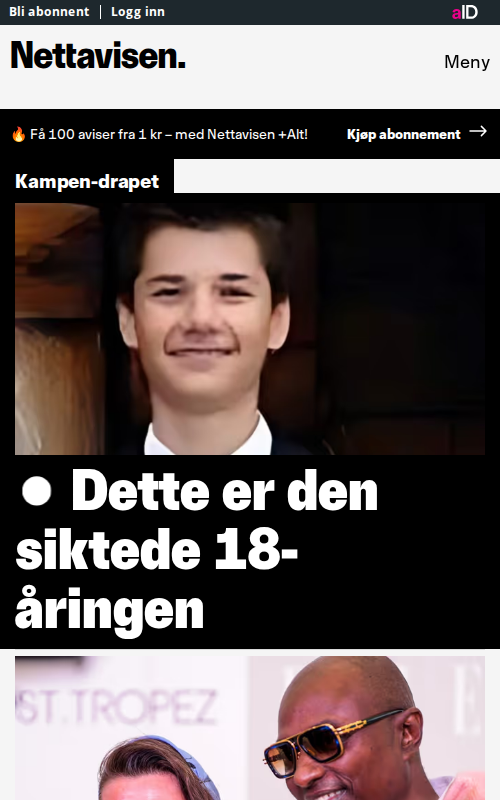 Bli abonnent | Logg inn
aID
Nettavisen.
Meny
🔥 Få 100 aviser fra 1 kr – med Nettavisen +Alt!
Kjøp abonnement →
Kampen-drapet
● Dette er den
siktede 18-
åringen
ST.TROPEZ